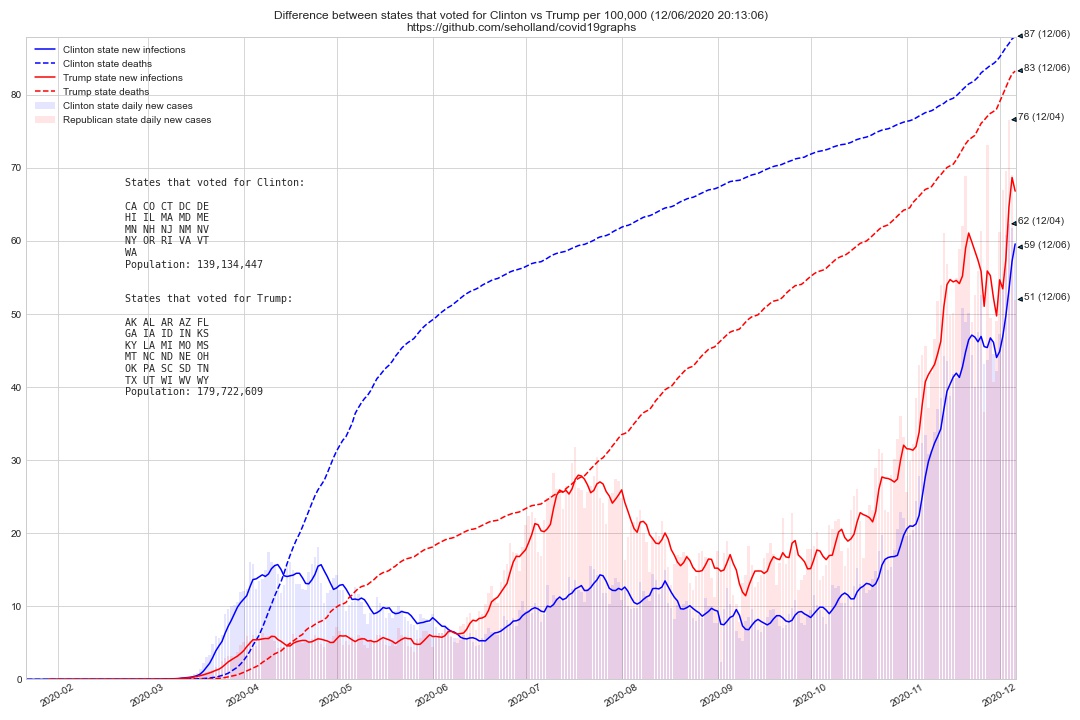 Difference between states that voted for Clinton vs Trump per 100,000 (12/06/2020 20:13:06)
https://github.com/seholland/covid19graphs
Clinton state new infections
Clinton state deaths
Trump state new infections
Trump state deaths
Clinton state daily new cases
Republican state daily new cases
87 (12/06)
83 (12/06)
76 (12/04)
62 (12/04)
59 (12/06)
51 (12/06)
States that voted for Clinton:
CA CO CT DC DE
HI IL MA MD ME
MN NH NJ NM NV
NY OR RI VA VT
WA
Population: 139,134,447
States that voted for Trump:
AK AL AR AZ FL
GA IA ID IN KS
KY LA MI MO MS
MT NC ND NE OH
OK PA SC SD TN
TX UT WI WV WY
Population: 179,722,609
80
70
60
50
40
30
20
10
0
2020-02
2020-03
2020-04
2020-05
2020-06
2020-07
2020-08
2020-09
2020-10
2020-11
2020-12